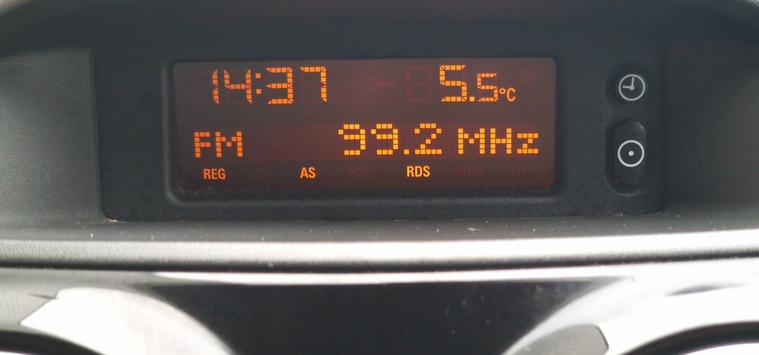 14:37 5.5°C
FM 99.2 MHz
REG AS RDS